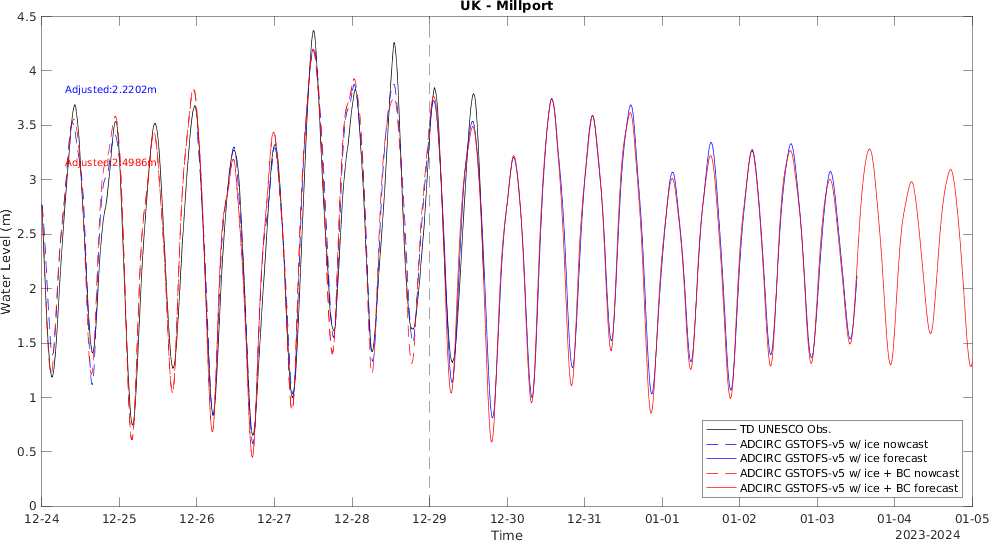 UK - Millport
4.5
4
3.5
3
2.5
2
1.5
1
0.5
0
Water Level (m)
Adjusted:2.2202m
Adjusted:2.4986m
TD UNESCO Obs.
ADCIRC GSTOFS-v5 w/ ice nowcast
ADCIRC GSTOFS-v5 w/ ice forecast
ADCIRC GSTOFS-v5 w/ ice + BC nowcast
ADCIRC GSTOFS-v5 w/ ice + BC forecast
12-24 12-25 12-26 12-27 12-28 12-29 12-30 12-31 01-01 01-02 01-03 01-04 01-05
Time
2023-2024